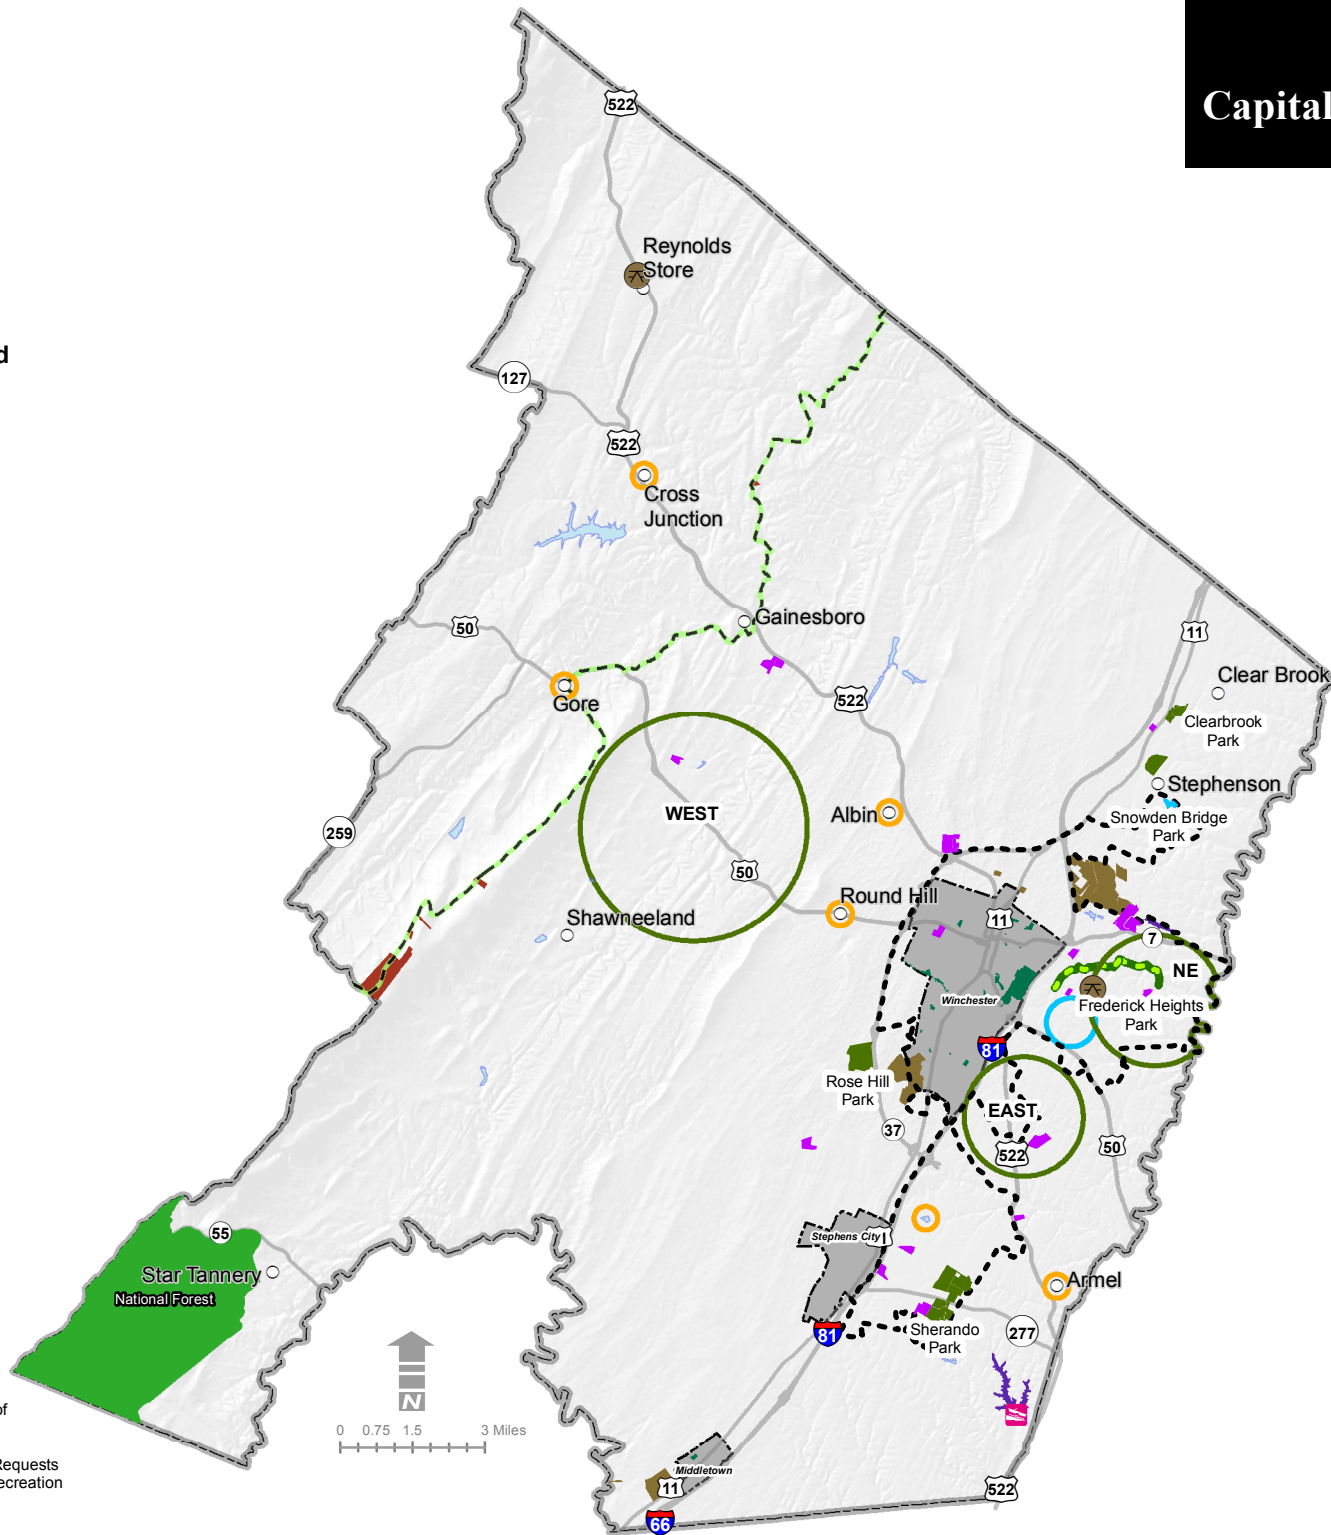 Capital
522
Reynolds
Store
d
127
522
Cross
Junction
Gainesboro
50
11
Clear Brook
Gore
522
Clearbrook
Park
Stephenson
WEST
Albin
Snowden Bridge
Park
259
50
Round Hill
11
Shawneeland
7
NE
Winchester
Frederick Heights
Park
81
Rose Hill
Park
EAST
37
522
50
55
Stephens City
Star Tannery
National Forest
Armel
81
Sherando
Park
277
N
of
0 0.75 1.5 3 Miles
Requests
ecreation
Middletown
11
522
66